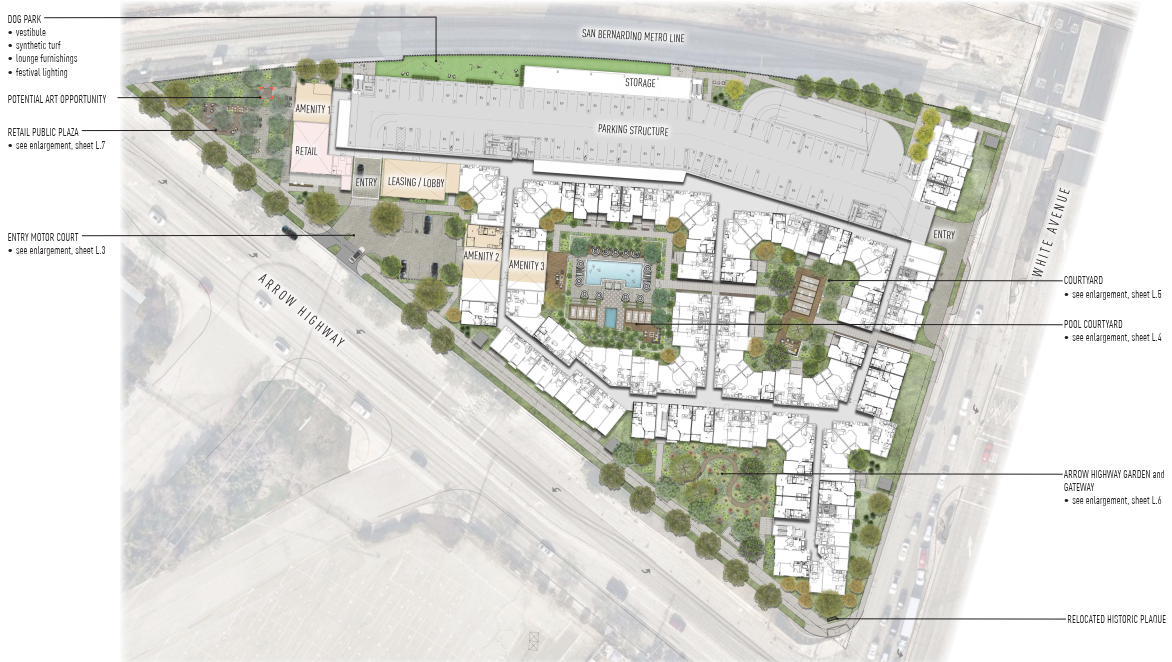 DOG PARK
• vestibule
• synthetic turf
• lounge furnishings
• festival lighting
POTENTIAL ART OPPORTUNITY
RETAIL PUBLIC PLAZA
• see enlargement, sheet L.7
ENTRY MOTOR COURT
• see enlargement, sheet L.3
SAN BERNARDINO METRO LINE
STORAGE
PARKING STRUCTURE
AMENITY 1
RETAIL
ENTRY
LEASING / LOBBY
AMENITY 2
AMENITY 3
ENTRY
ARROW HIGHWAY
WHITE AVENUE
COURTYARD
• see enlargement, sheet L.5
POOL COURTYARD
• see enlargement, sheet L.4
ARROW HIGHWAY GARDEN and
GATEWAY
• see enlargement, sheet L.6
RELOCATED HISTORIC PLAQUE